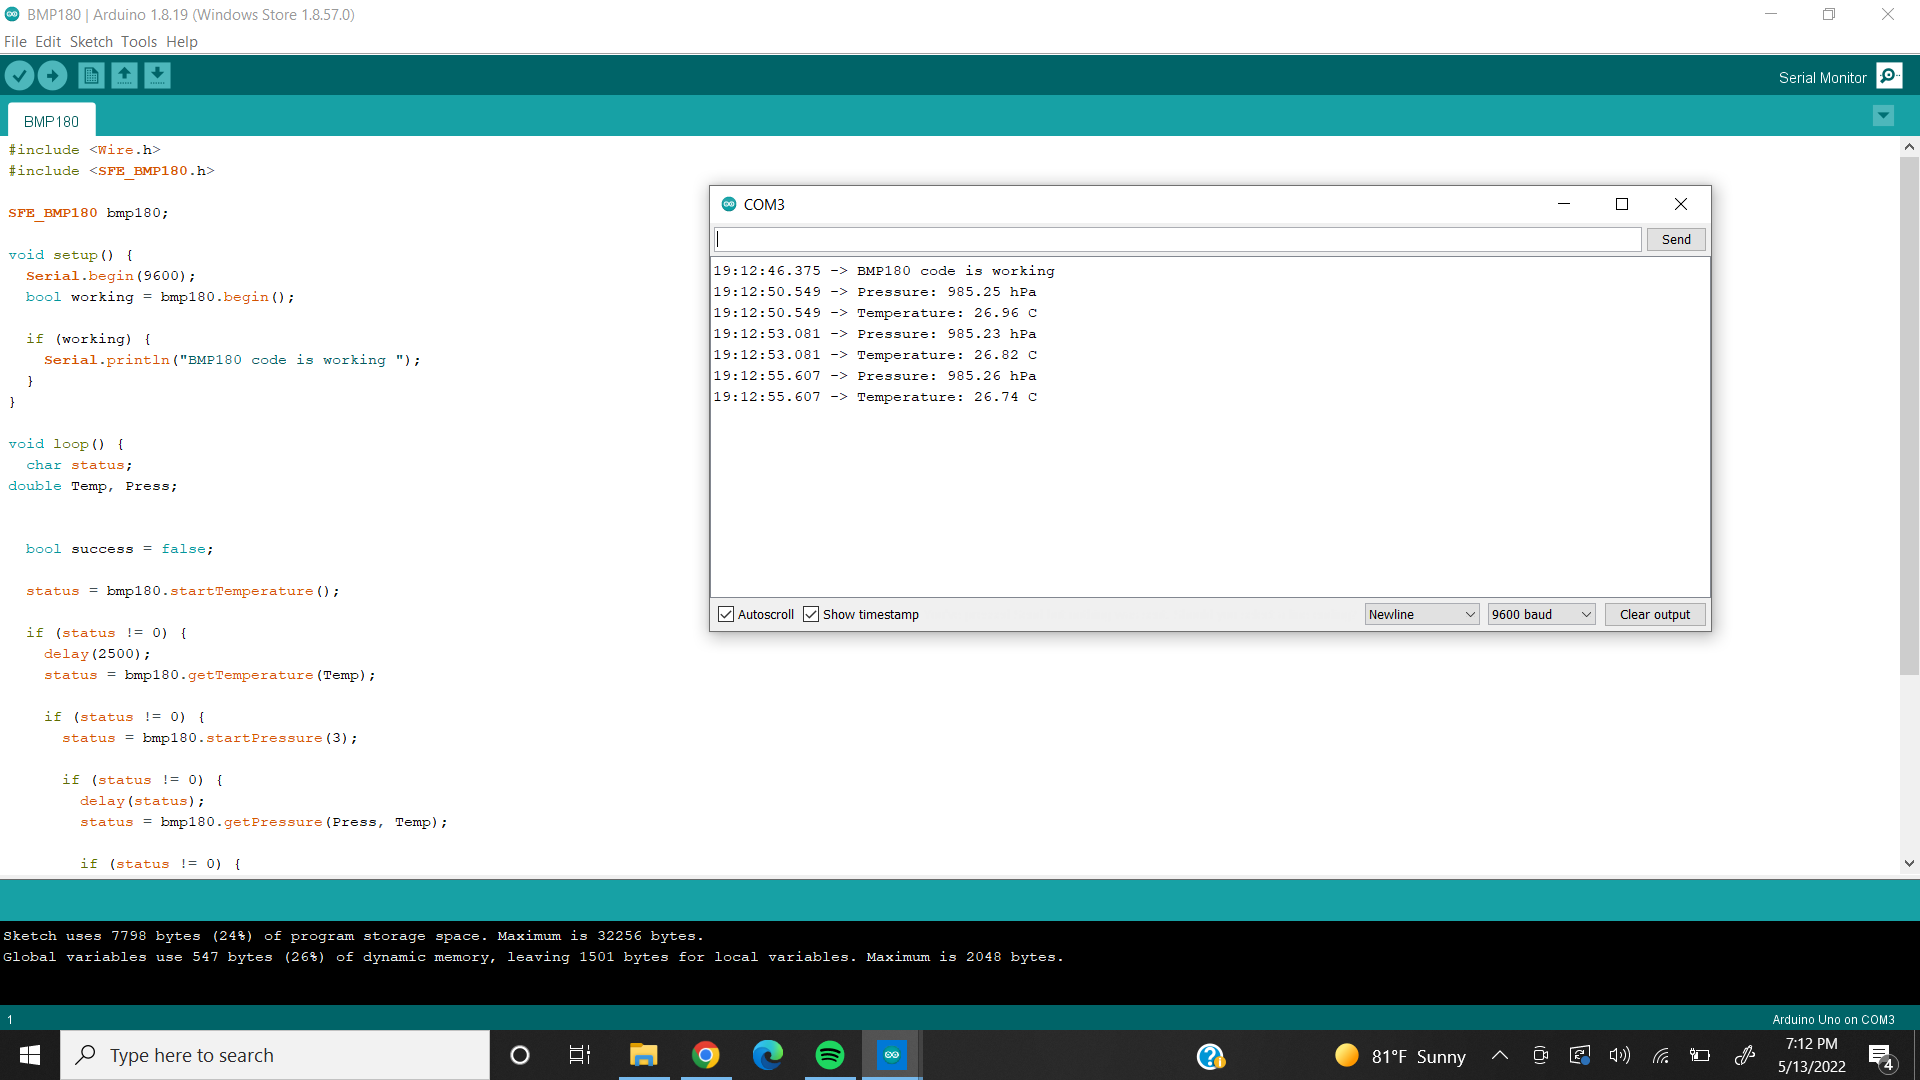 BMP180 | Arduino 1.8.19 (Windows Store 1.8.57.0)
File Edit Sketch Tools Help
Serial Monitor
BMP180
#include <Wire.h>
#include <SFE_BMP180.h>
SFE_BMP180 bmp180;
void setup() {
Serial.begin(9600);
bool working = bmp180.begin();
if (working) {
Serial.println("BMP180 code is working ");
}
}
void loop() {
char status;
double Temp, Press;
bool success = false;
status = bmp180.startTemperature();
if (status != 0) {
delay(2500);
status = bmp180.getTemperature(Temp);
if (status != 0) {
status = bmp180.startPressure(3);
if (status != 0) {
delay(status);
status = bmp180.getPressure(Press, Temp);
if (status != 0) {
COM3
Send
19:12:46.375 -> BMP180 code is working
19:12:50.549 -> Pressure: 985.25 hPa
19:12:50.549 -> Temperature: 26.96 C
19:12:53.081 -> Pressure: 985.23 hPa
19:12:53.081 -> Temperature: 26.82 C
19:12:55.607 -> Pressure: 985.26 hPa
19:12:55.607 -> Temperature: 26.74 C
Autoscroll Show timestamp Newline 9600 baud Clear output
Sketch uses 7798 bytes (24%) of program storage space. Maximum is 32256 bytes.
Global variables use 547 bytes (26%) of dynamic memory, leaving 1501 bytes for local variables. Maximum is 2048 bytes.
1 Arduino Uno on COM3
Type here to search
81°F Sunny
7:12 PM
5/13/2022
4